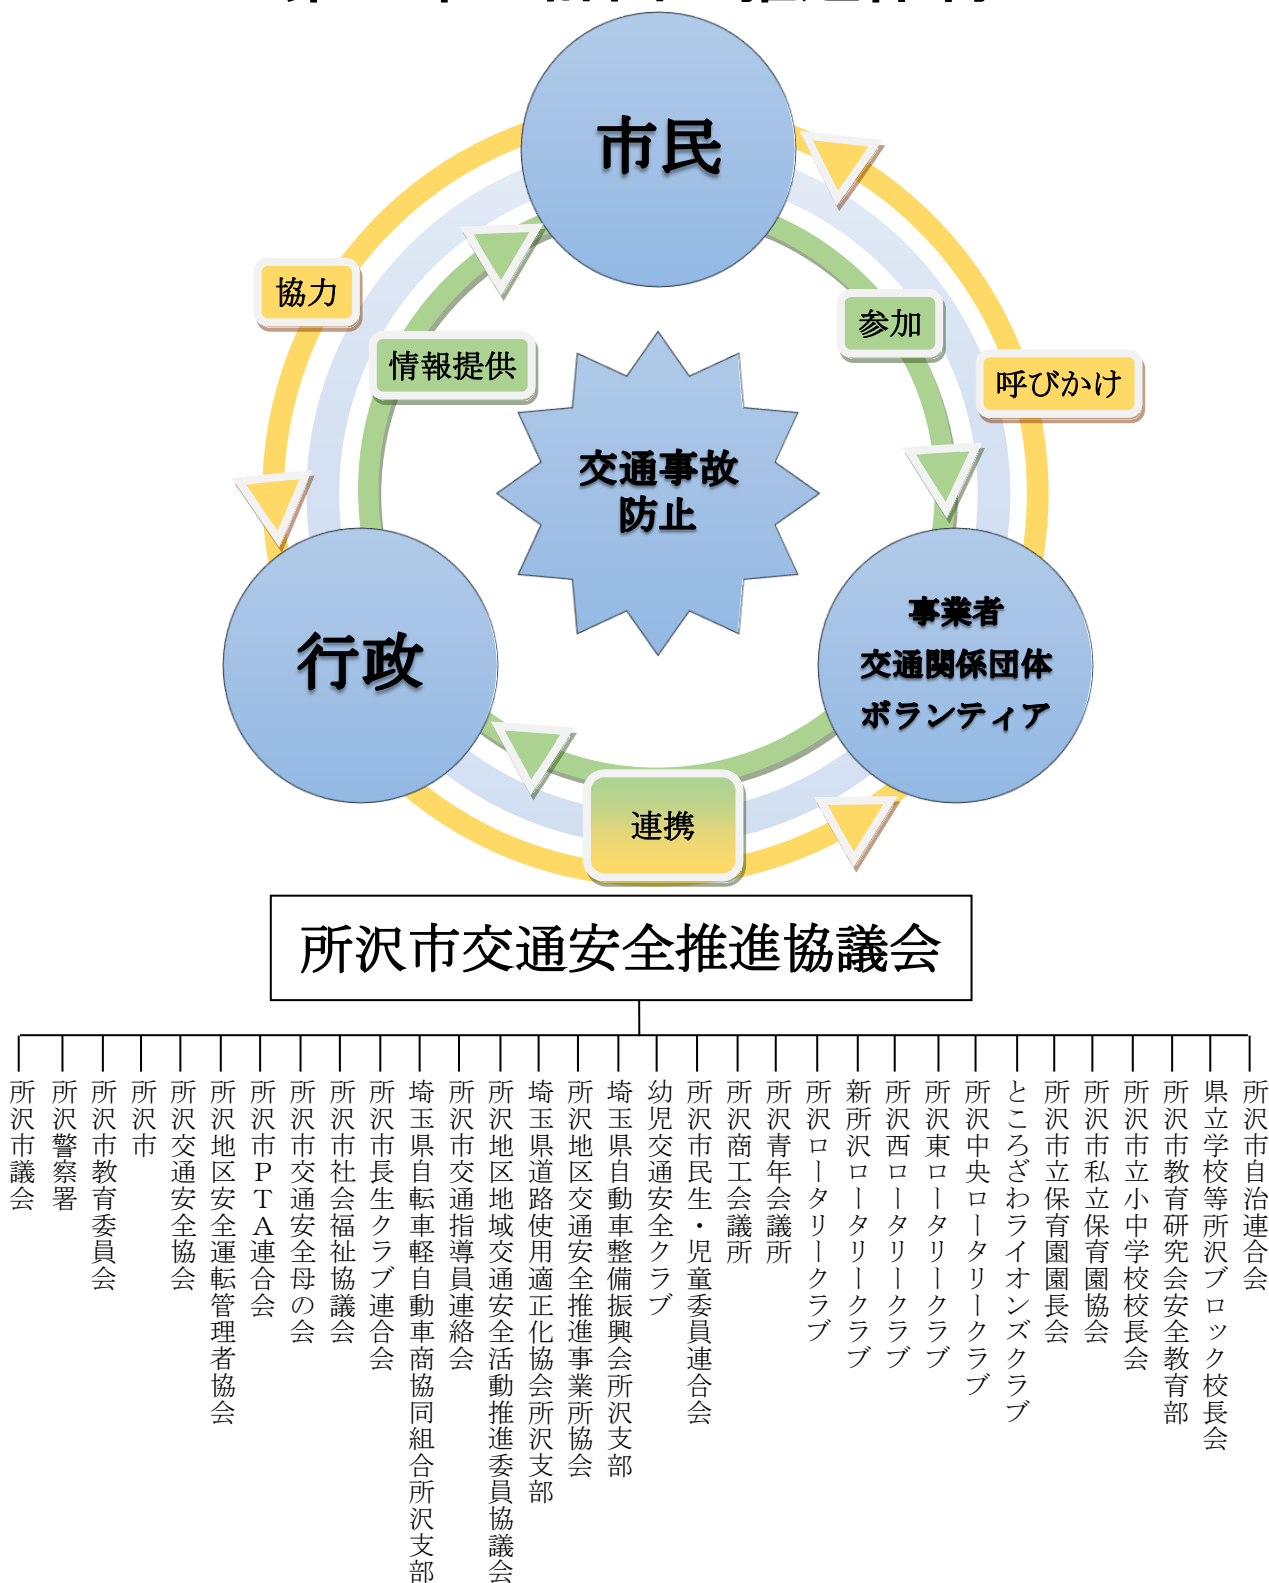 市民
協力
情報提供
参加
呼びかけ
交通事故
防止
行政
事業者
交通関係団体
ボランティア
連携
所沢市交通安全推進協議会
所沢市議会
所沢警察署
所沢市教育委員会
所沢市
所沢交通安全協会
所沢地区安全運転管理者協会
所沢市ＰＴＡ連合会
所沢市交通安全母の会
所沢市社会福祉協議会
所沢市長生クラブ連合会
埼玉県自転車軽自動車商協同組合所沢支部
所沢市交通指導員連絡会
所沢地区地域交通安全活動推進委員協議会
埼玉県道路使用適正化協会所沢支部
所沢地区交通安全推進事業所協会
埼玉県自動車整備振興会所沢支部
幼児交通安全クラブ
所沢市民生・児童委員連合会
所沢商工会議所
所沢青年会議所
所沢ロータリークラブ
新所沢ロータリークラブ
所沢西ロータリークラブ
所沢東ロータリークラブ
所沢中央ロータリークラブ
ところざわライオンズクラブ
所沢市立保育園園長会
所沢市私立保育園協会
所沢市立小中学校校長会
所沢市教育研究会安全教育部
県立学校等所沢ブロック校長会
所沢市自治連合会